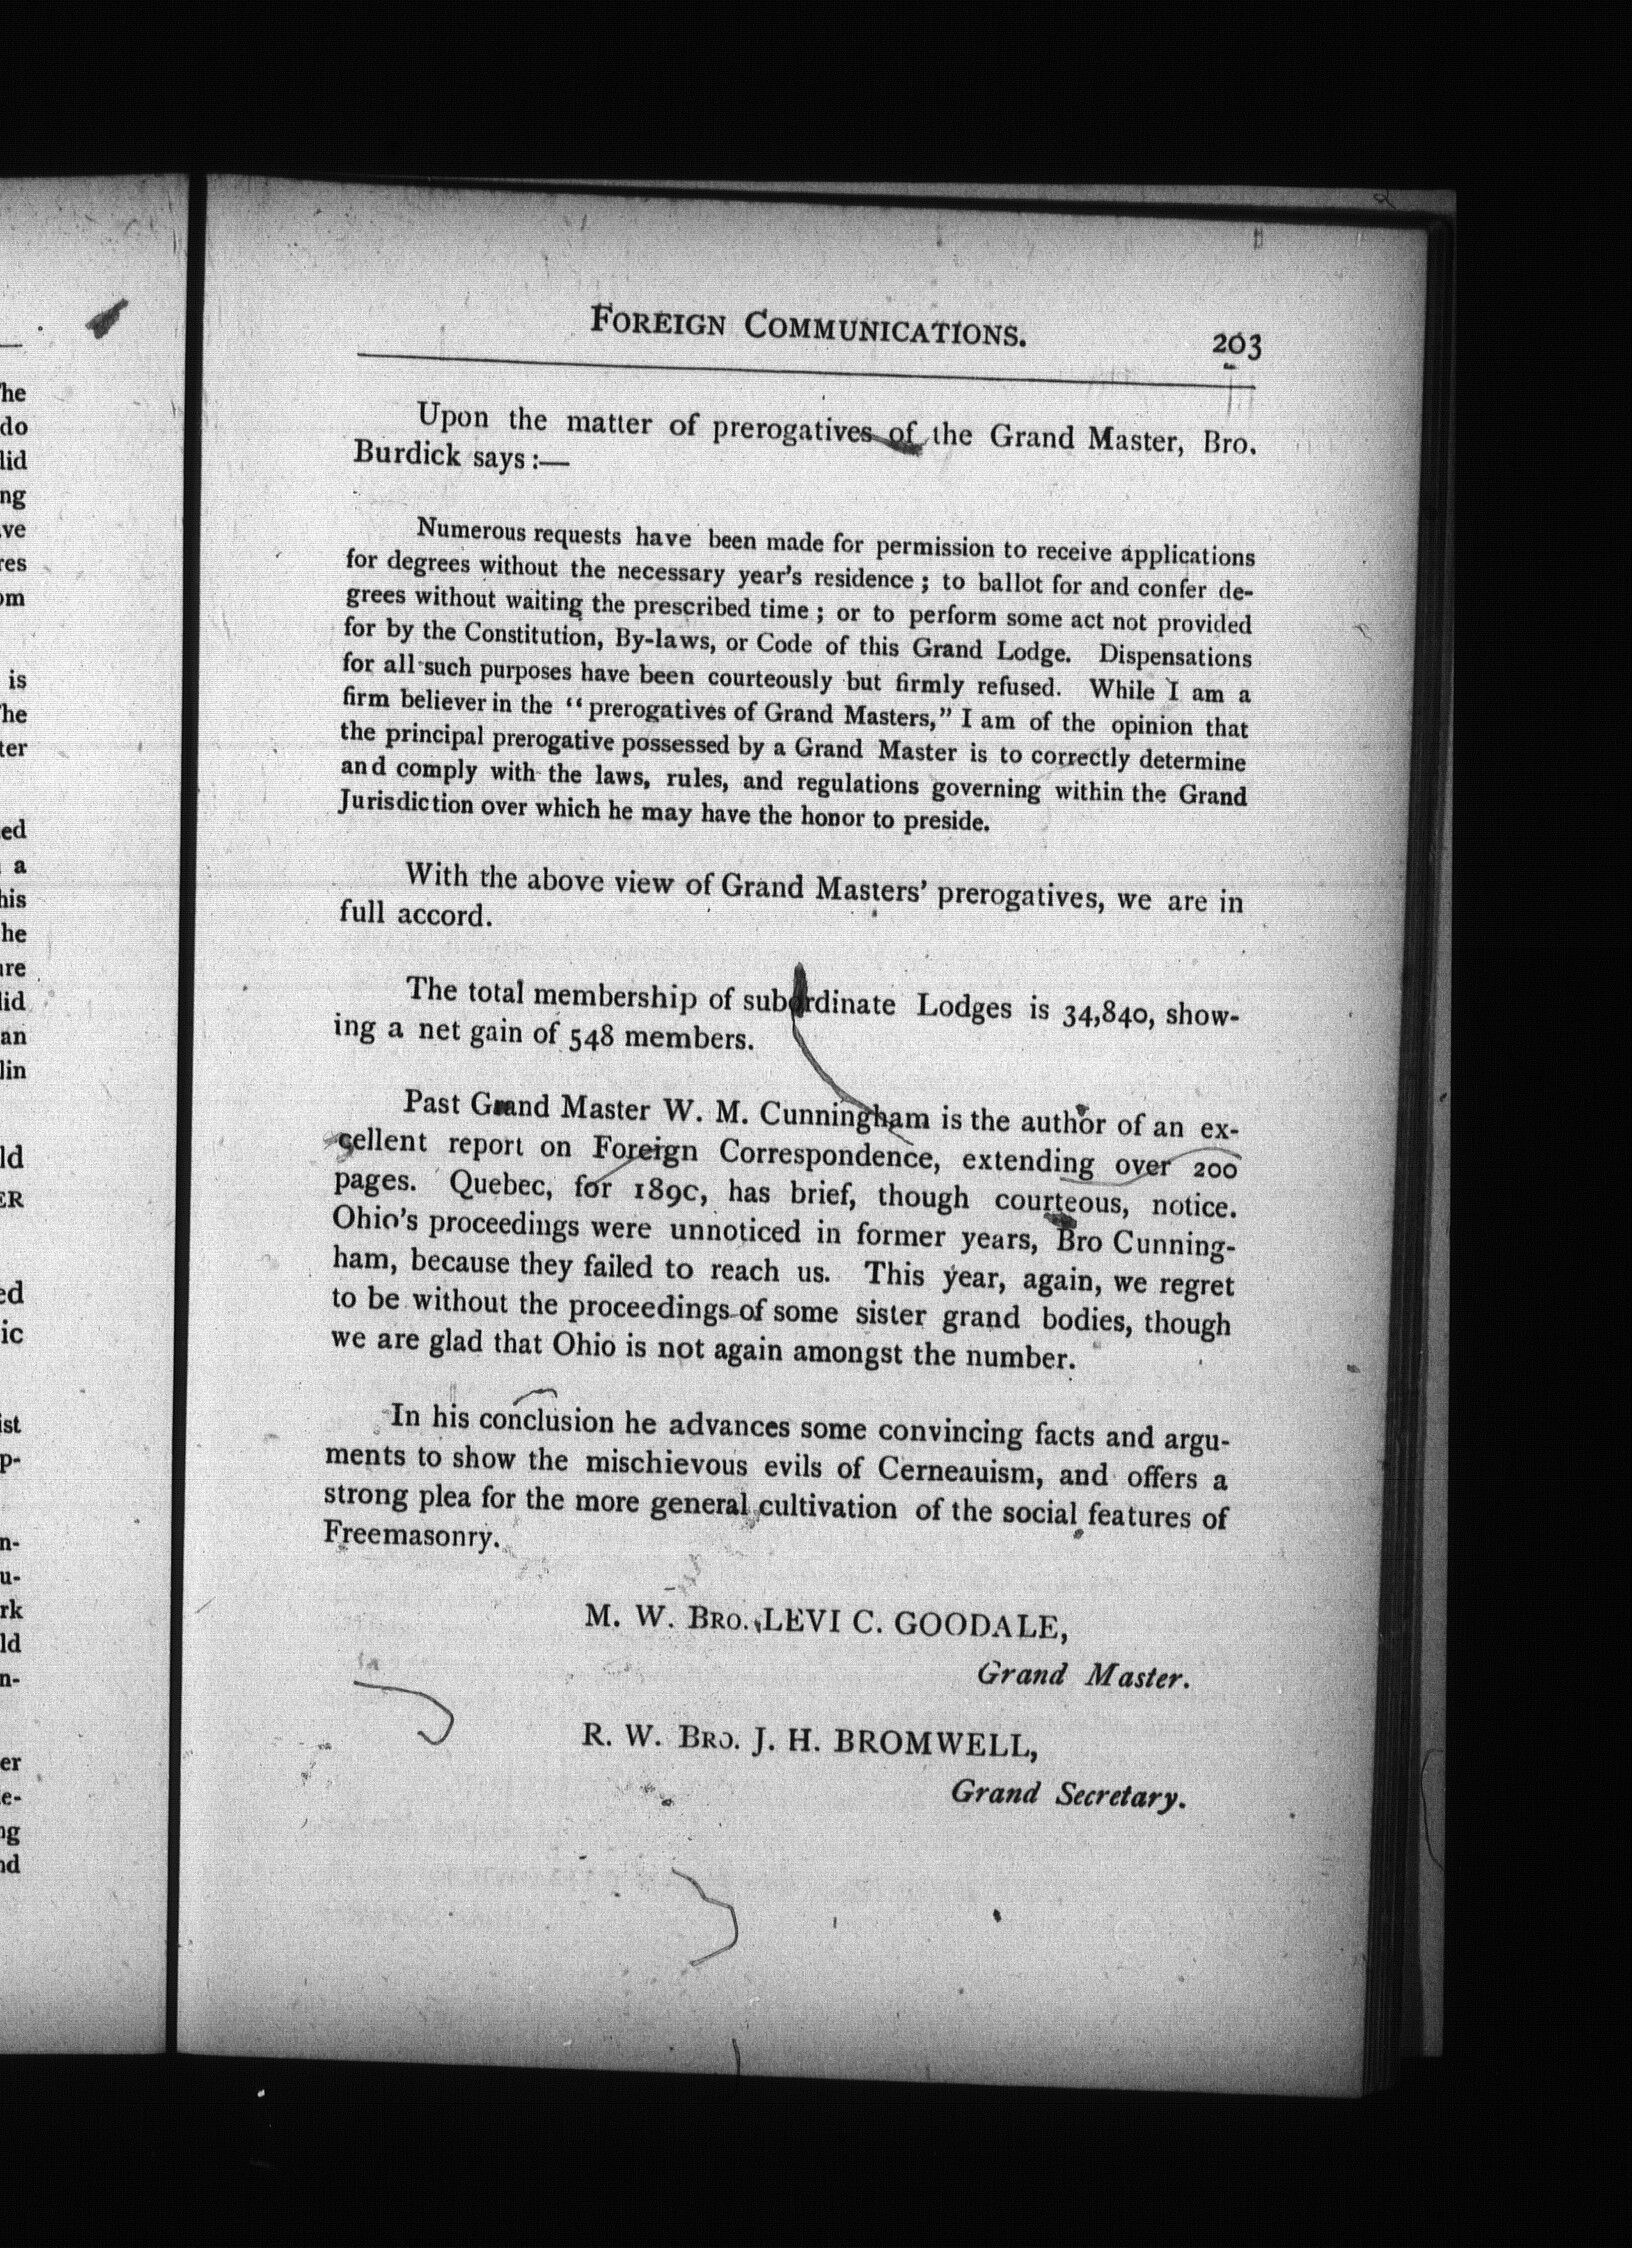 FOREIGN COMMUNICATIONS.
203
Upon the matter of prerogatives of the Grand Master, Bro.
Burdick says:—
Numerous requests have been made for permission to receive applications
for degrees without the necessary year's residence; to ballot for and confer de-
grees without waiting the prescribed time; or to perform some act not provided
for by the Constitution, By-laws, or Code of this Grand Lodge. Dispensations
for all such purposes have been courteously but firmly refused. While I am a
firm believer in the "prerogatives of Grand Masters," I am of the opinion that
the principal prerogative possessed by a Grand Master is to correctly determine
and comply with the laws, rules, and regulations governing within the Grand
Jurisdiction over which he may have the honor to preside.
With the above view of Grand Masters' prerogatives, we are in
full accord.
The total membership of subordinate Lodges is 34,840, show-
ing a net gain of 548 members.
Past Grand Master W. M. Cunningham is the author of an ex-
cellent report on Foreign Correspondence, extending over 200
pages. Quebec, for 1890, has brief, though courteous, notice.
Ohio's proceedings were unnoticed in former years, Bro Cunning-
ham, because they failed to reach us. This year, again, we regret
to be without the proceedings of some sister grand bodies, though
we are glad that Ohio is not again amongst the number.
In his conclusion he advances some convincing facts and argu-
ments to show the mischievous evils of Cerneauism, and offers a
strong plea for the more general cultivation of the social features of
Freemasonry.
M. W. BRO. LEVI C. GOODALE,
Grand Master.
R. W. BRO. J. H. BROMWELL,
Grand Secretary.